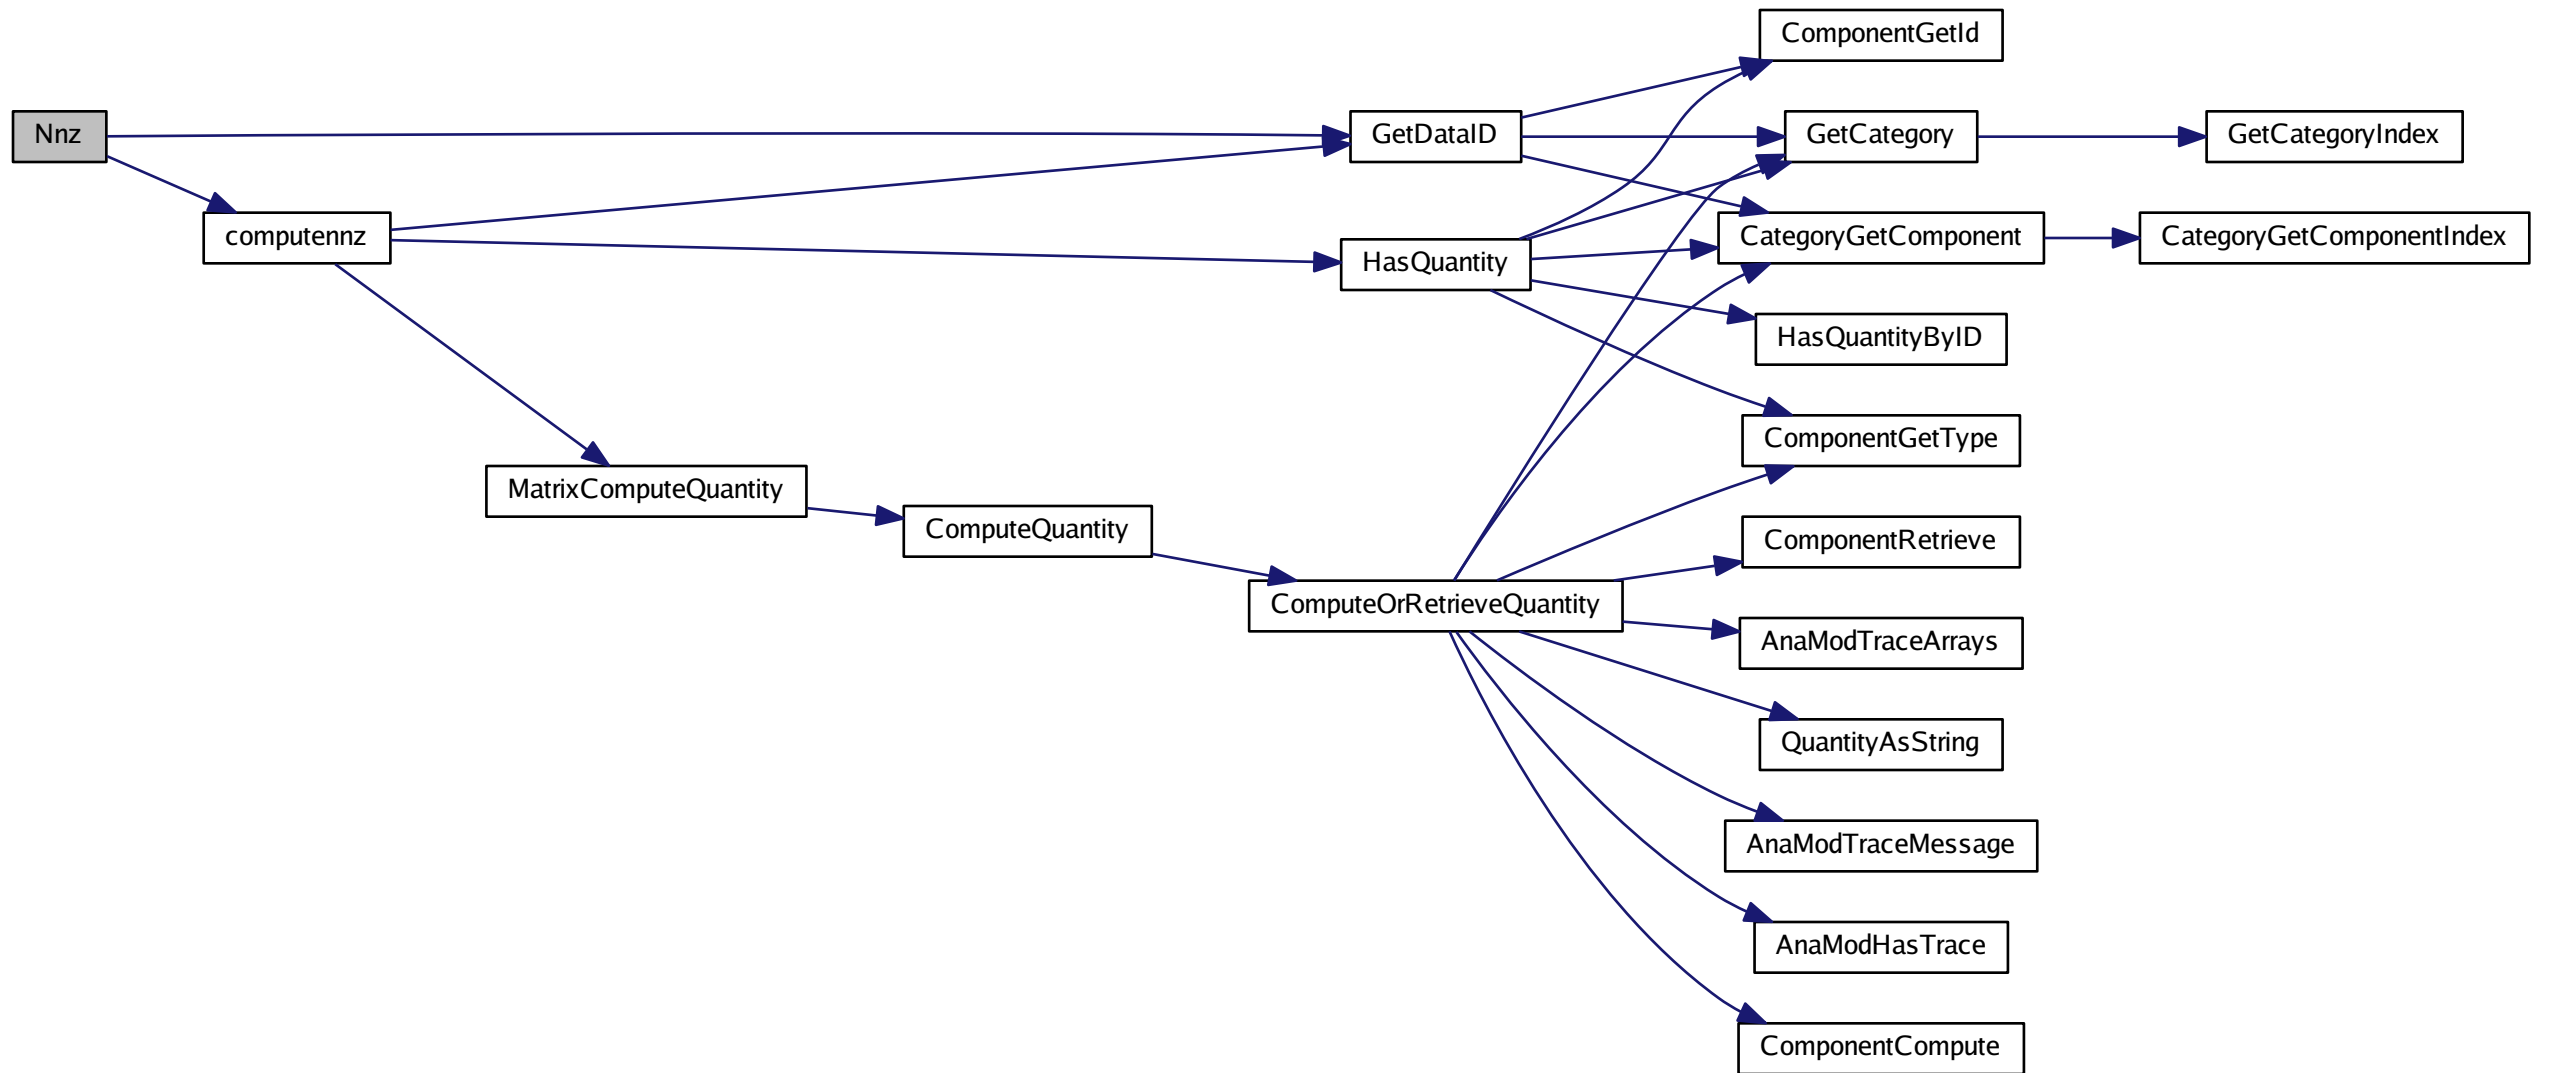 Nnz
computennz
MatrixComputeQuantity
ComputeQuantity
ComputeOrRetrieveQuantity
GetDataID
HasQuantity
ComponentGetId
GetCategory
CategoryGetComponent
HasQuantityByID
ComponentGetType
ComponentRetrieve
AnaModTraceArrays
QuantityAsString
AnaModTraceMessage
AnaModHasTrace
ComponentCompute
GetCategoryIndex
CategoryGetComponentIndex